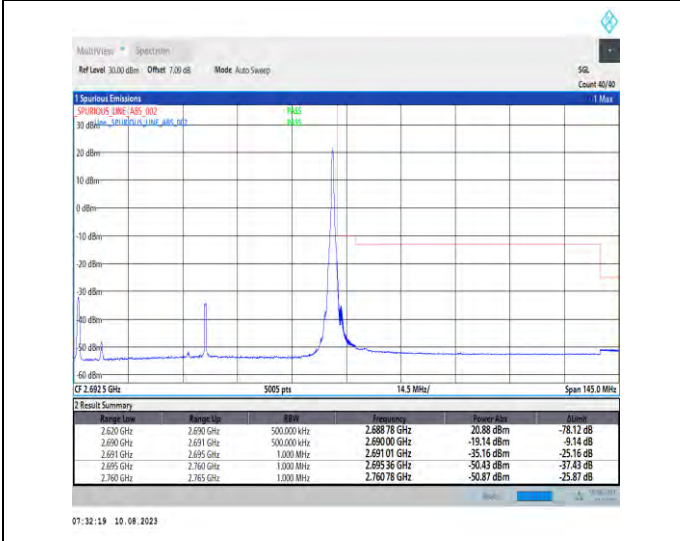 MultiView Spectrum
Ref Level 30.00 dBm Offset 7.09 dB Mode Auto Sweep SGL
Count 40/40
1 Spurious Emissions 1 Max
_SPURIOUS_LINE_ABS_002 PASS
30 dBm Line _SPURIOUS_LINE_ABS_002 PASS
20 dBm
10 dBm
0 dBm
-10 dBm
-20 dBm
-30 dBm
-40 dBm
-50 dBm
-60 dBm
CF 2.692 5 GHz 5005 pts 14.5 MHz/ Span 145.0 MHz
2 Result Summary
Range Low Range Up RBW Frequency Power Abs ΔLimit
2.620 GHz 2.690 GHz 500.000 kHz 2.688 78 GHz 20.88 dBm -78.12 dB
2.690 GHz 2.691 GHz 500.000 kHz 2.690 00 GHz -19.14 dBm -9.14 dB
2.691 GHz 2.695 GHz 1.000 MHz 2.691 01 GHz -35.16 dBm -25.16 dB
2.695 GHz 2.760 GHz 1.000 MHz 2.695 36 GHz -50.43 dBm -37.43 dB
2.760 GHz 2.765 GHz 1.000 MHz 2.760 78 GHz -50.87 dBm -25.87 dB
07:32:19 10.08.2023